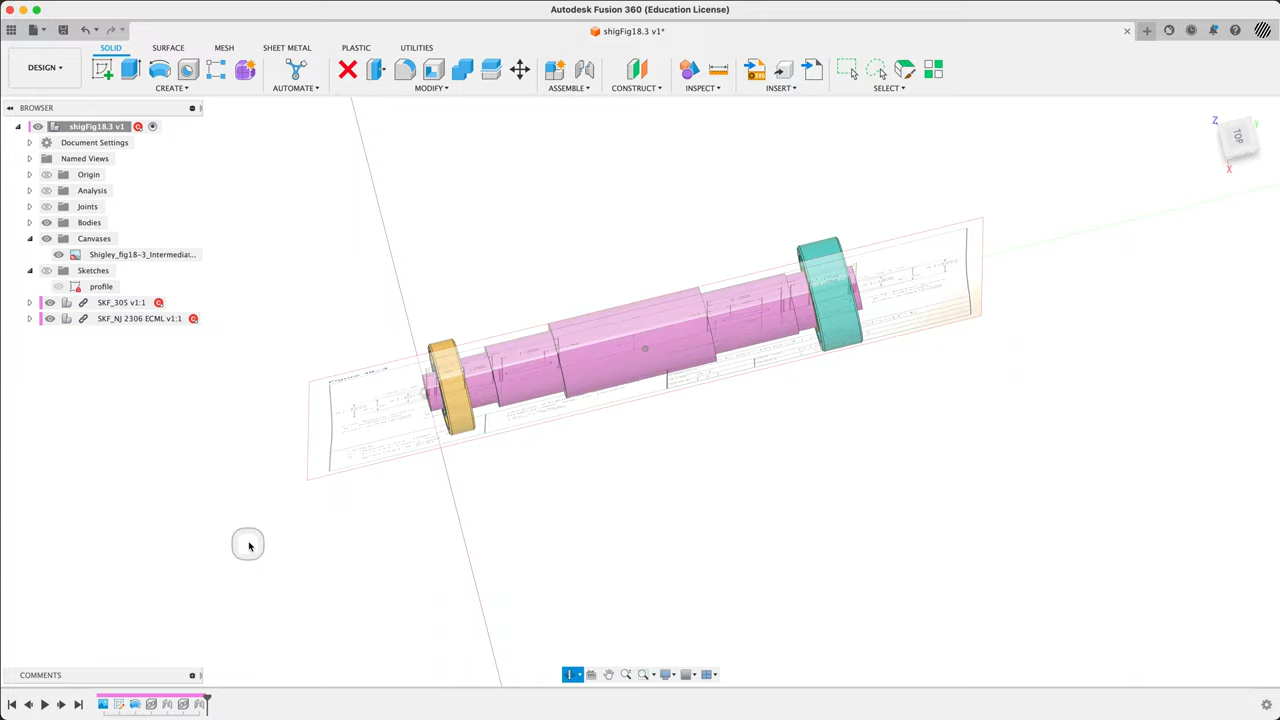 Autodesk Fusion 360 (Education License)
shigFig18.3 v1*
SOLID SURFACE MESH SHEET METAL PLASTIC UTILITIES
DESIGN
CREATE AUTOMATE MODIFY ASSEMBLE CONSTRUCT INSPECT INSERT SELECT
BROWSER
shigFig18.3 v1
Document Settings
Named Views
Origin
Analysis
Joints
Bodies
Canvases
Shigley_fig18-3_Intermedia...
Sketches
profile
SKF_305 v1:1
SKF_NJ 2306 ECML v1:1
Z
Y
TOP
X
COMMENTS